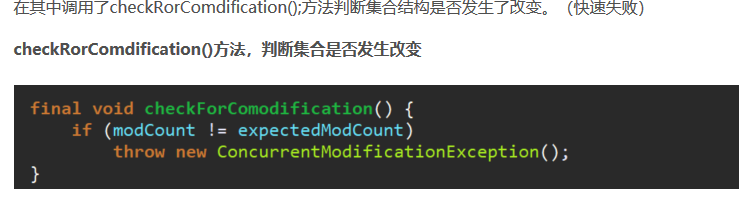 在其中调用了checkRorComdification();方法判断集合结构是否发生了改变。（快速失败）
checkRorComdification()方法，判断集合是否发生改变
final void checkForComodification() {
    if (modCount != expectedModCount)
        throw new ConcurrentModificationException();
}